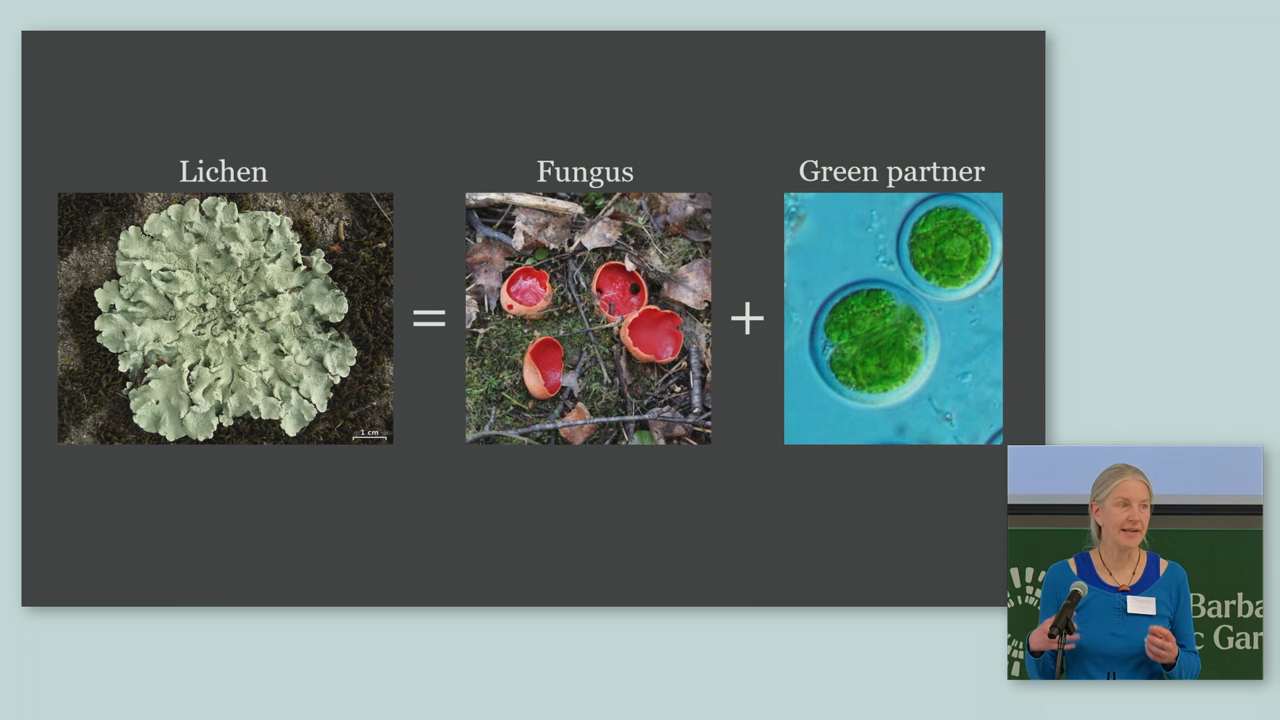 Lichen
Fungus
Green partner
=
+
1 cm
Barba
c Gar